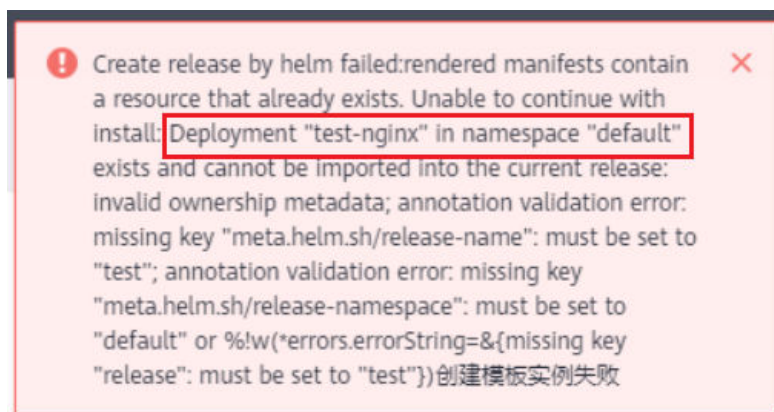 Create release by helm failed:rendered manifests contain
a resource that already exists. Unable to continue with
install: Deployment "test-nginx" in namespace "default"
exists and cannot be imported into the current release:
invalid ownership metadata; annotation validation error:
missing key "meta.helm.sh/release-name": must be set to
"test"; annotation validation error: missing key
"meta.helm.sh/release-namespace": must be set to
"default" or %!w(*errors.errorString=&{missing key
"release": must be set to "test"})创建模板实例失败